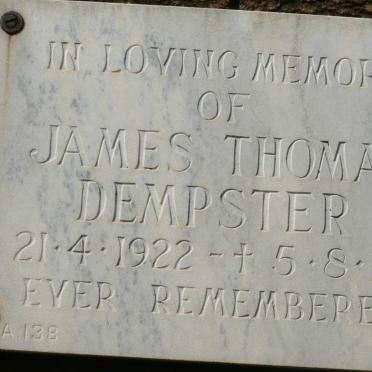 IN LOVING MEMOR
OF
JAMES THOMA
DEMPSTER
21·4·1922 - † 5·8·
EVER REMEMBERE
A.138